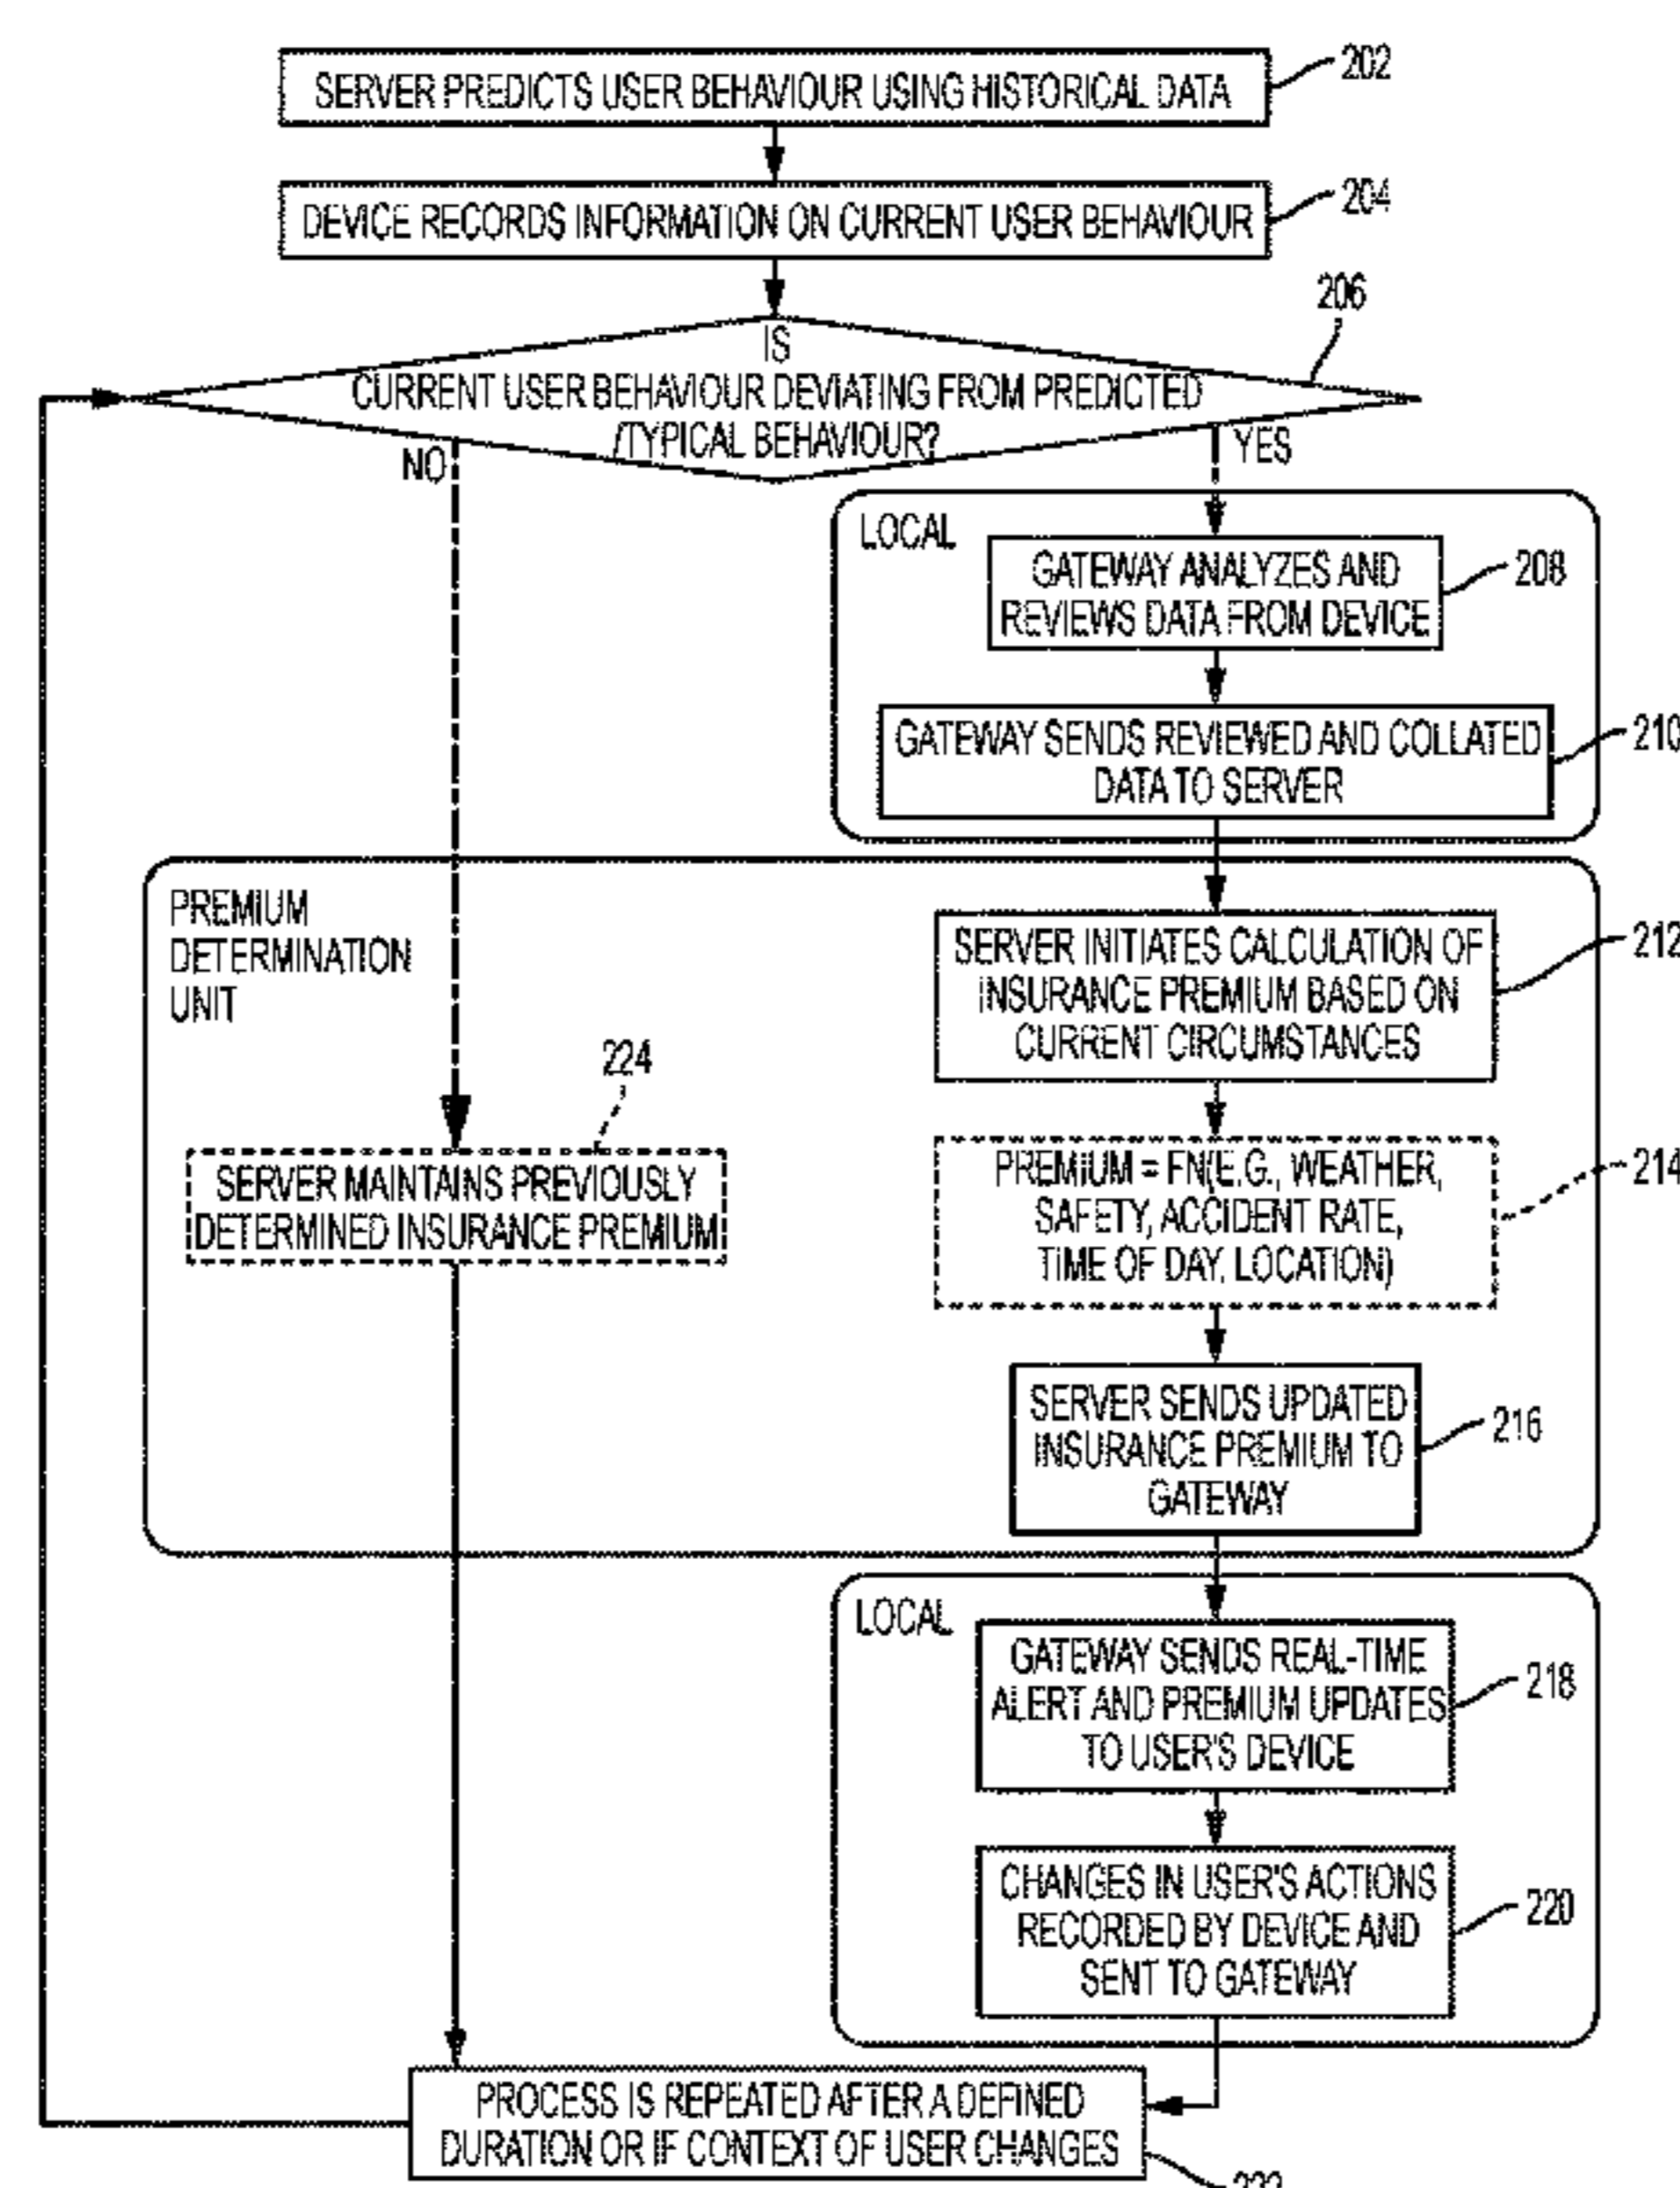 SERVER PREDICTS USER BEHAVIOUR USING HISTORICAL DATA
202
DEVICE RECORDS INFORMATION ON CURRENT USER BEHAVIOUR
204
206
IS
CURRENT USER BEHAVIOUR DEVIATING FROM PREDICTED
/TYPICAL BEHAVIOUR?
NO
YES
LOCAL
GATEWAY ANALYZES AND
REVIEWS DATA FROM DEVICE
208
GATEWAY SENDS REVIEWED AND COLLATED
DATA TO SERVER
210
PREMIUM
DETERMINATION
UNIT
SERVER INITIATES CALCULATION OF
INSURANCE PREMIUM BASED ON
CURRENT CIRCUMSTANCES
212
224
SERVER MAINTAINS PREVIOUSLY
DETERMINED INSURANCE PREMIUM
PREMIUM = FN(E.G., WEATHER,
SAFETY, ACCIDENT RATE,
TIME OF DAY, LOCATION)
214
SERVER SENDS UPDATED
INSURANCE PREMIUM TO
GATEWAY
216
LOCAL
GATEWAY SENDS REAL-TIME
ALERT AND PREMIUM UPDATES
TO USER'S DEVICE
218
CHANGES IN USER'S ACTIONS
RECORDED BY DEVICE AND
SENT TO GATEWAY
220
PROCESS IS REPEATED AFTER A DEFINED
DURATION OR IF CONTEXT OF USER CHANGES